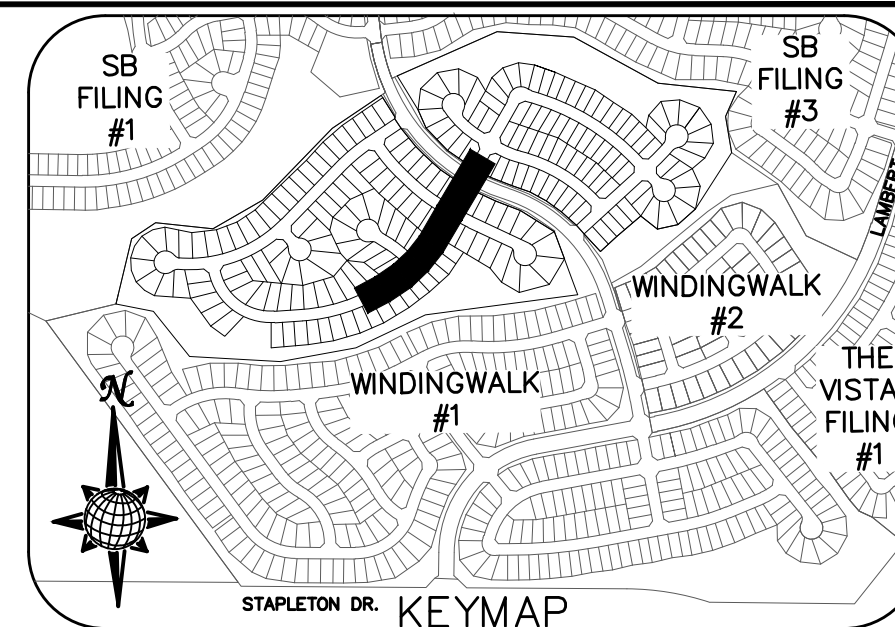 SB
FILING
#1
SB
FILING
#3
WINDINGWALK
#2
WINDINGWALK
#1
THE
VISTA
FILING
#1
N
STAPLETON DR.
KEYMAP